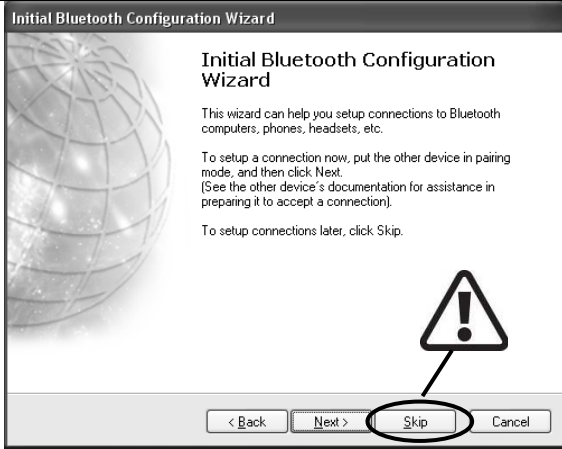 Initial Bluetooth Configuration Wizard
Initial Bluetooth Configuration
Wizard
This wizard can help you setup connections to Bluetooth
computers, phones, headsets, etc.
To setup a connection now, put the other device in pairing
mode, and then click Next.
(See the other device´s documentation for assistance in
preparing it to accept a connection).
To setup connections later, click Skip.
< Back Next > Skip Cancel